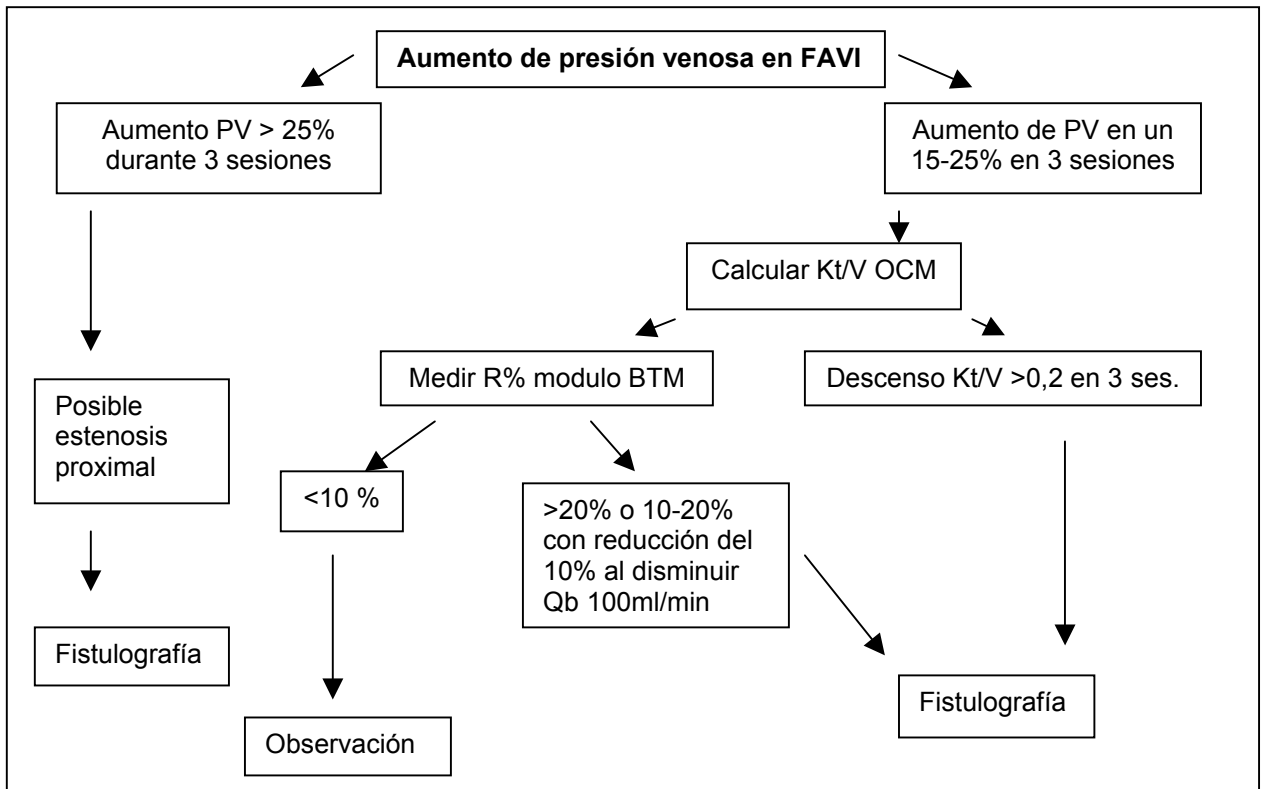 Aumento de presión venosa en FAVI
Aumento PV > 25%
durante 3 sesiones
Aumento de PV en un
15-25% en 3 sesiones
Calcular Kt/V OCM
Medir R% modulo BTM
Descenso Kt/V >0,2 en 3 ses.
Posible
estenosis
proximal
<10 %
>20% o 10-20%
con reducción del
10% al disminuir
Qb 100ml/min
Fistulografía
Fistulografía
Observación